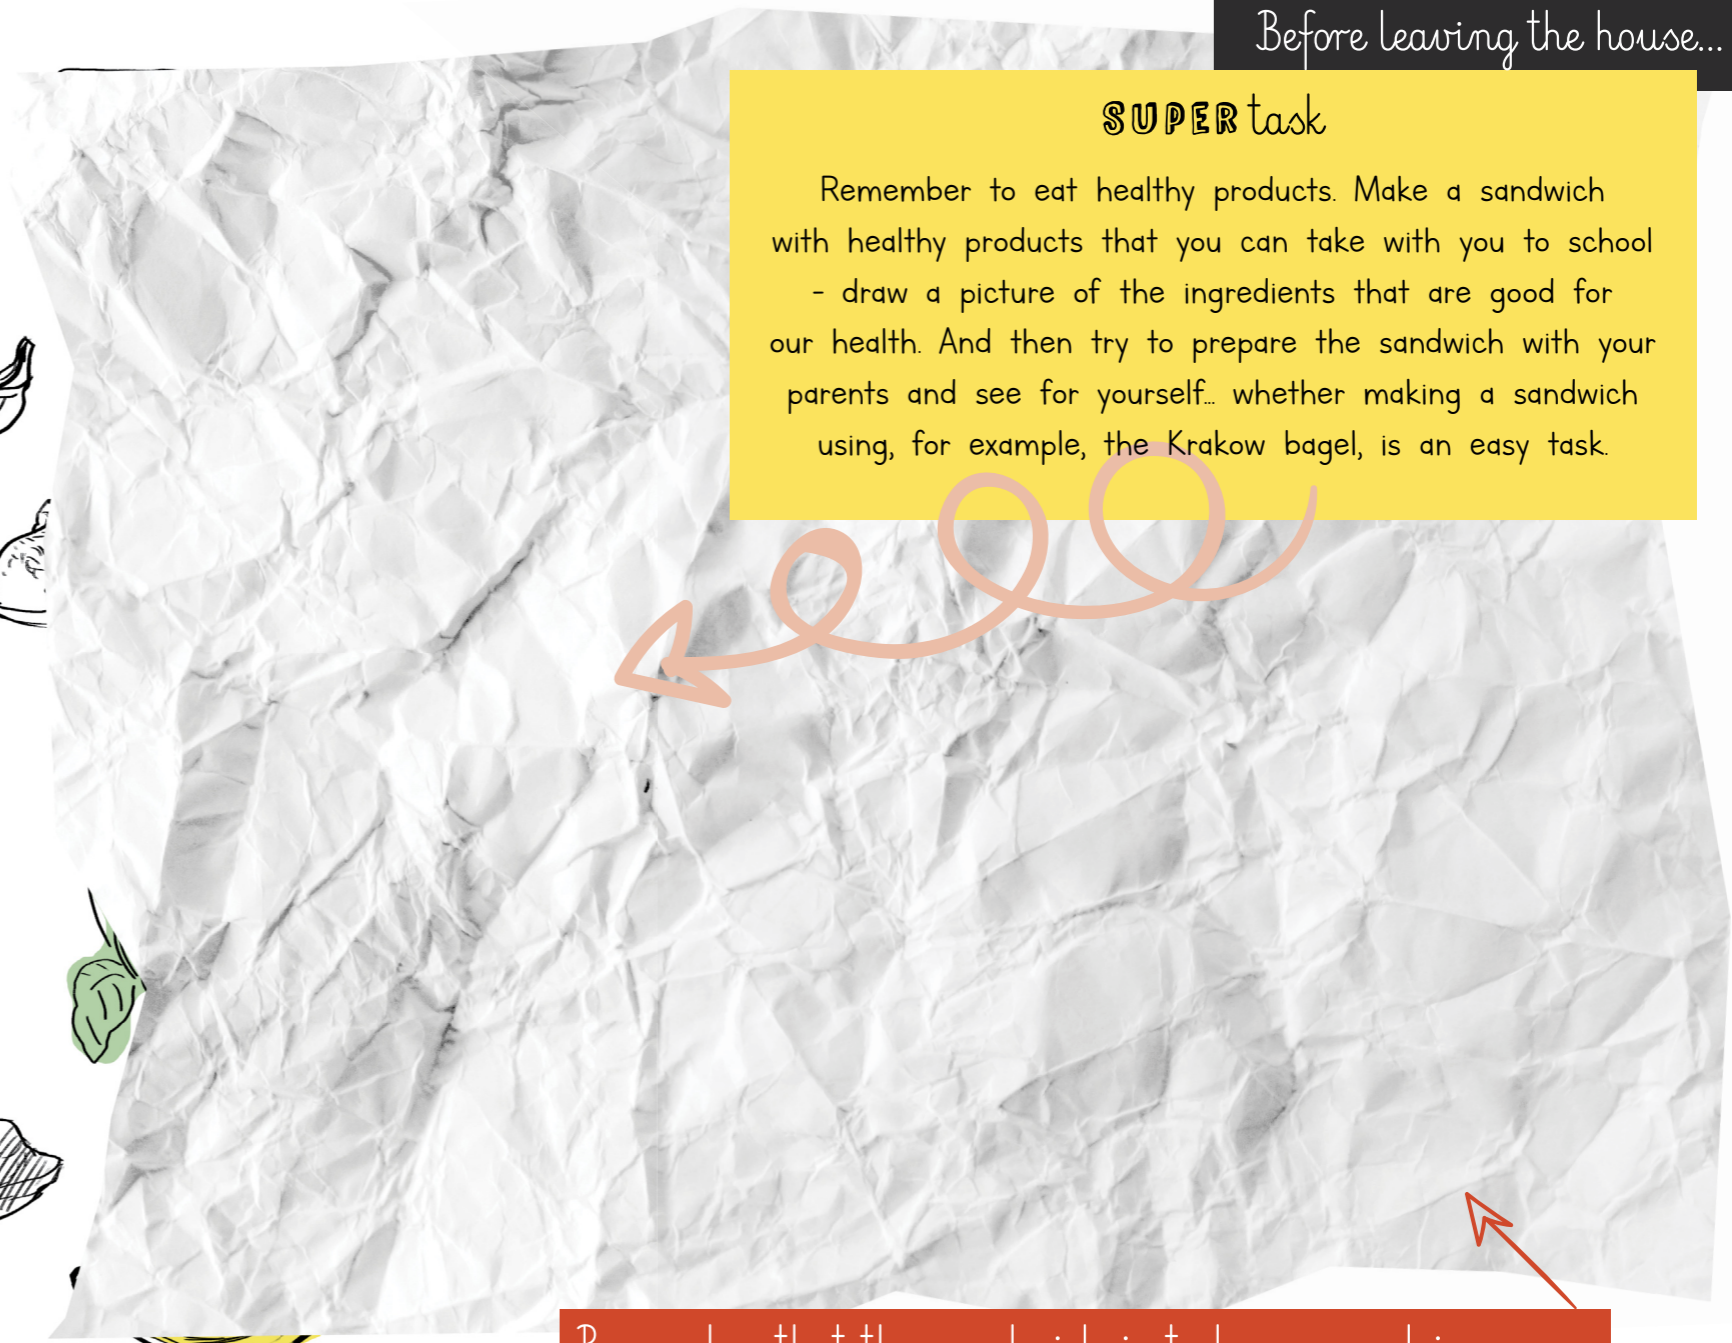 Before leaving the house...
SUPER task
Remember to eat healthy products. Make a sandwich
with healthy products that you can take with you to school
- draw a picture of the ingredients that are good for
our health. And then try to prepare the sandwich with your
parents and see for yourself... whether making a sandwich
using, for example, the Krakow bagel, is an easy task.